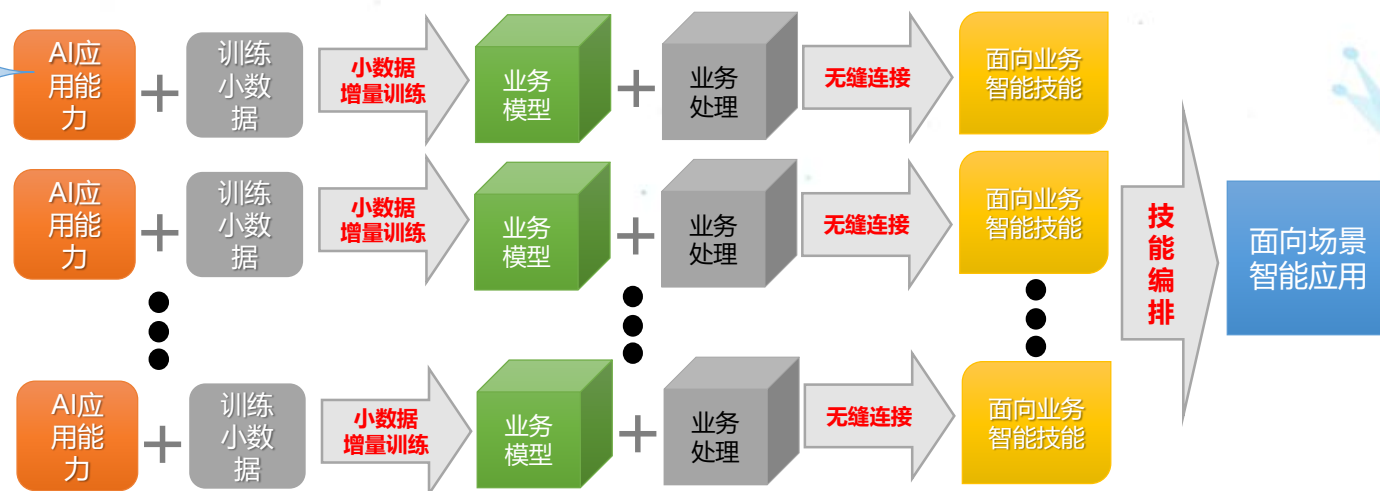 AI应
用能
力
训练
小数
据
小数据
增量训练
业务
模型
业务
处理
无缝连接
面向业务
智能技能
AI应
用能
力
训练
小数
据
小数据
增量训练
业务
模型
业务
处理
无缝连接
面向业务
智能技能
AI应
用能
力
训练
小数
据
小数据
增量训练
业务
模型
业务
处理
无缝连接
面向业务
智能技能
技
能
编
排
面向场景
智能应用